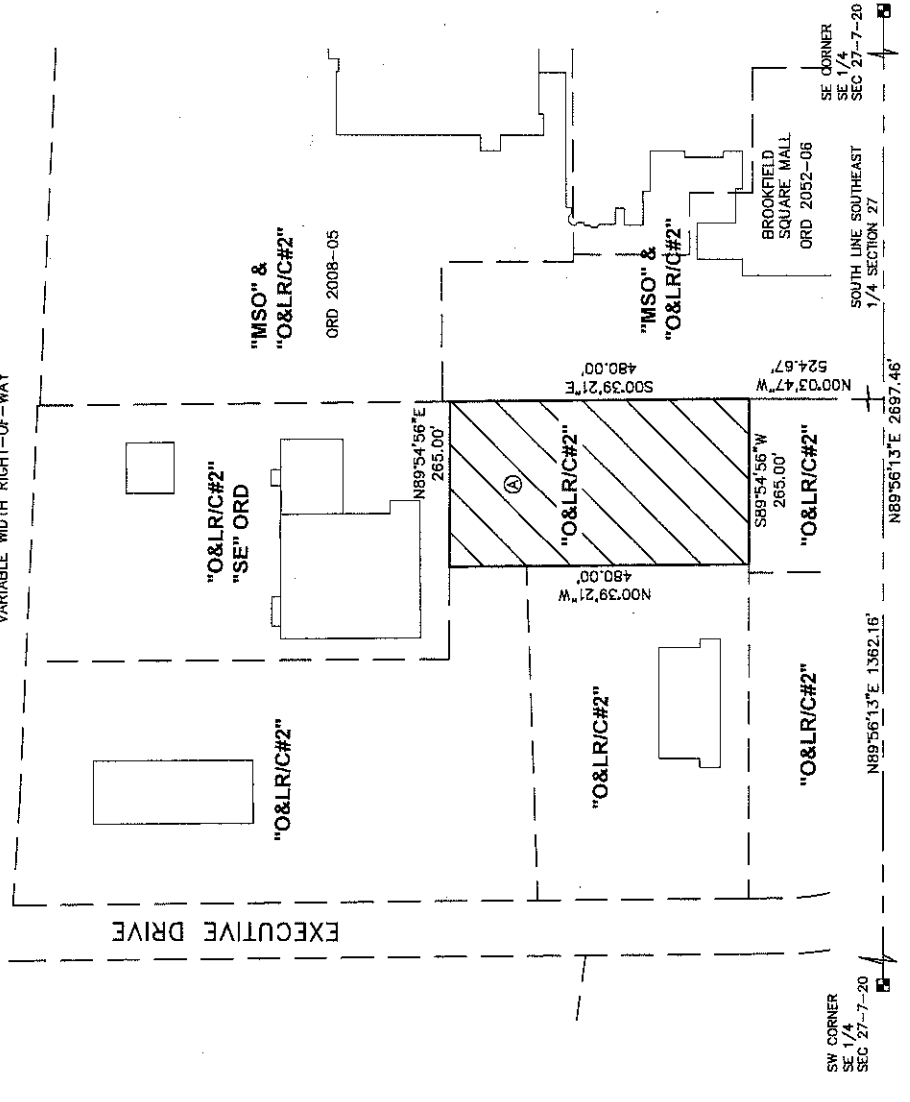 VARIABLE WIDTH RIGHT-OF-WAY
"MSO" &
"O&LR/C#2"
ORD 2008-05
"O&LR/C#2"
"SE" ORD
"O&LR/C#2"
EXECUTIVE DRIVE
N89°54'56"E
265.00'
S00°39'21"E
480.00'
A
"O&LR/C#2"
N00°39'21"W
480.00'
S89°54'56"W
265.00'
"MSO" &
"O&LR/C#2"
BROOKFIELD
SQUARE MALL
ORD 2052-06
"O&LR/C#2"
"O&LR/C#2"
"O&LR/C#2"
N00°03'47"W
524.67'
SOUTH LINE SOUTHEAST
1/4 SECTION 27
SE CORNER
SE 1/4
SEC 27-7-20
N89°56'13"E 1362.16'
N89°56'13"E 2697.46'
SW CORNER
SE 1/4
SEC 27-7-20